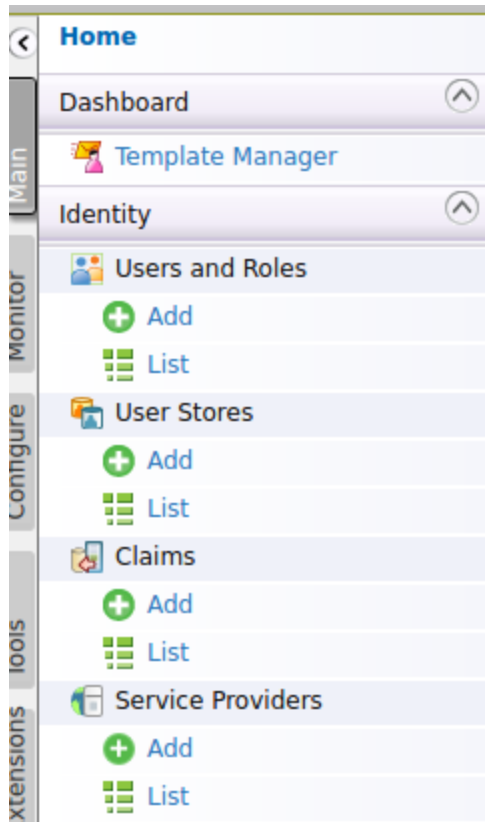 Home
Dashboard
Template Manager
Identity
Users and Roles
Add
List
User Stores
Add
List
Claims
Add
List
Service Providers
Add
List
Main
Monitor
Configure
Tools
xtensions